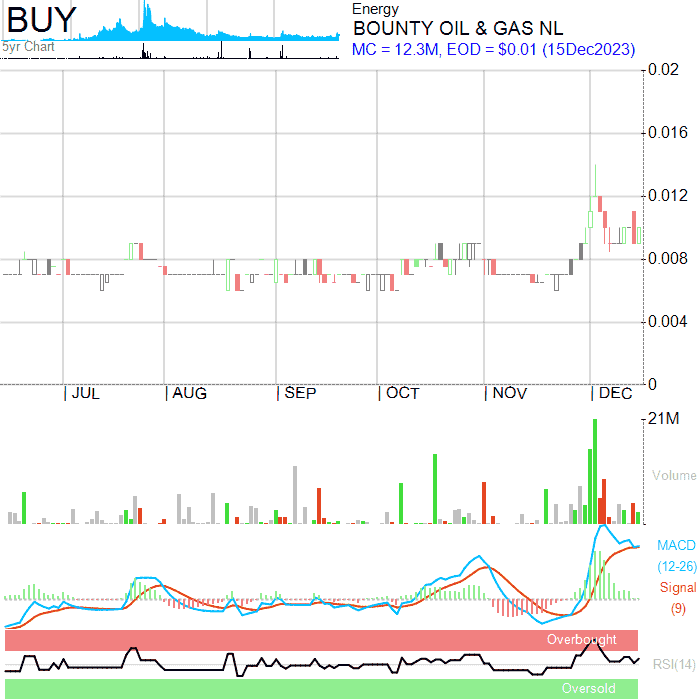 BUY
5yr Chart
Energy
BOUNTY OIL & GAS NL
MC = 12.3M, EOD = $0.01 (15Dec2023)
0.02
0.016
0.012
0.008
0.004
0
JUL AUG SEP OCT NOV DEC
21M
Volume
MACD
(12-26)
Signal
(9)
Overbought
RSI(14)
Oversold